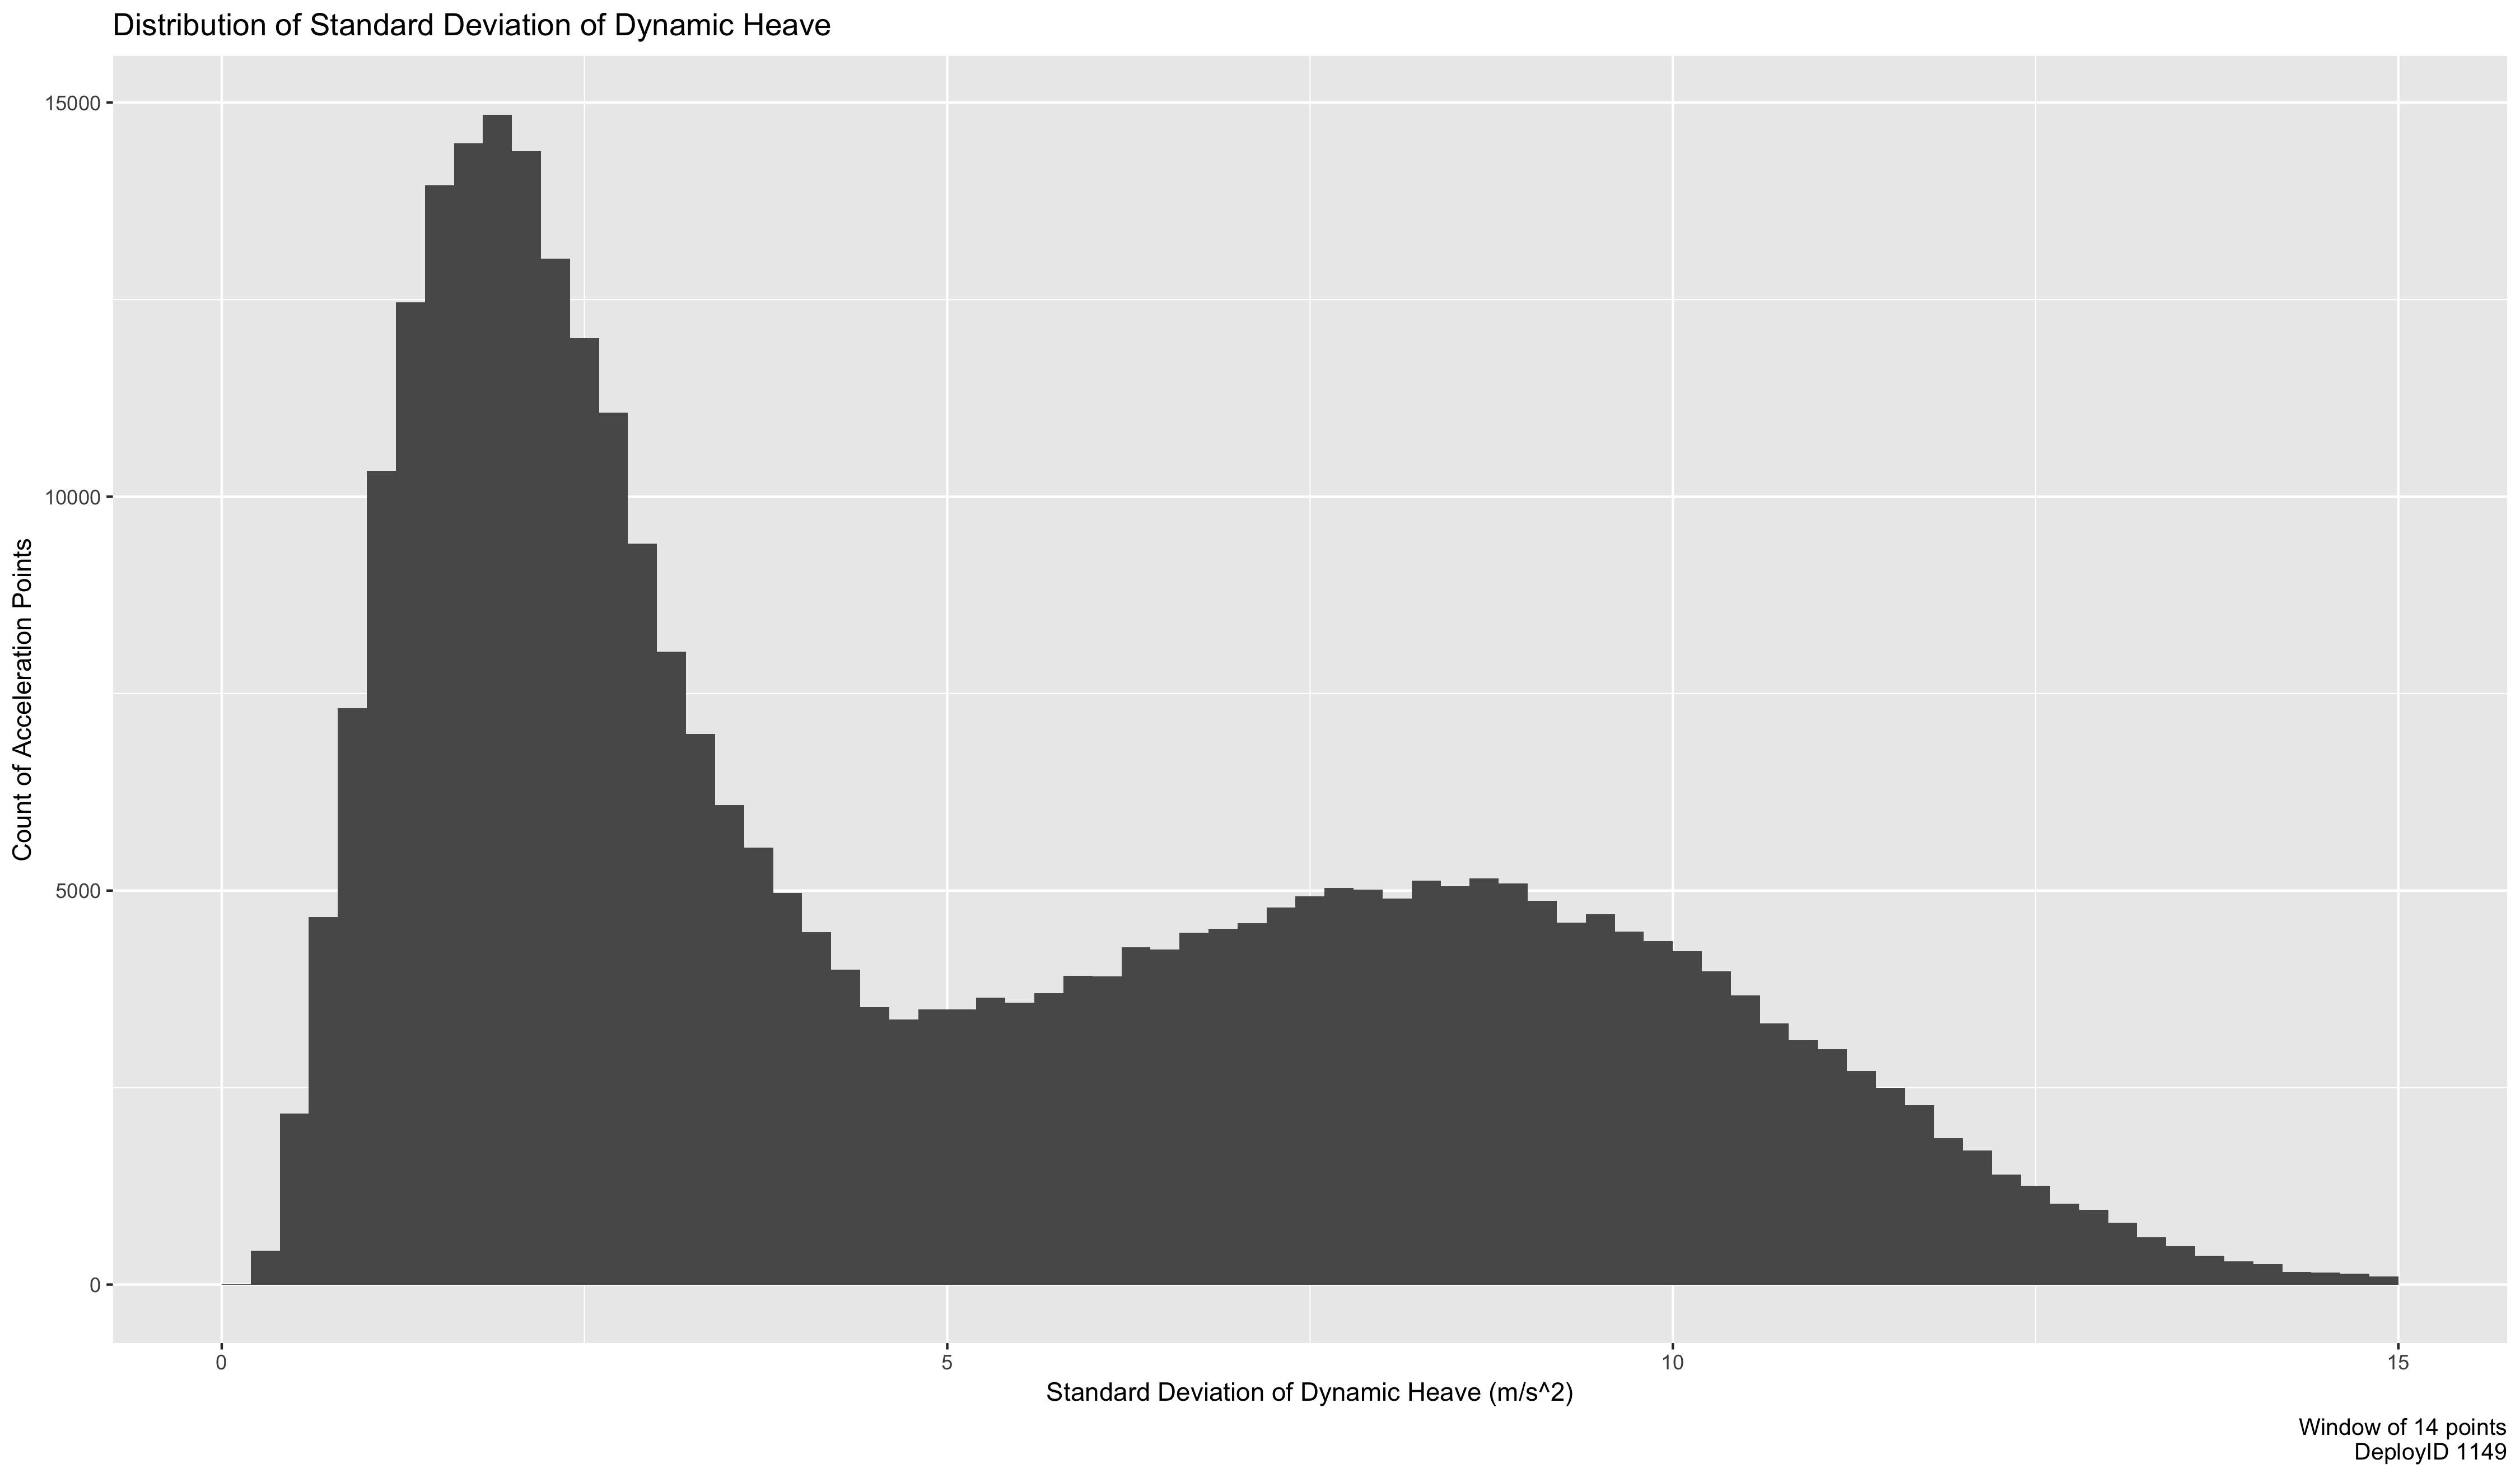 Distribution of Standard Deviation of Dynamic Heave
Count of Acceleration Points
15000
10000
5000
0
0
5
10
15
Standard Deviation of Dynamic Heave (m/s^2)
Window of 14 points
DeployID 1149